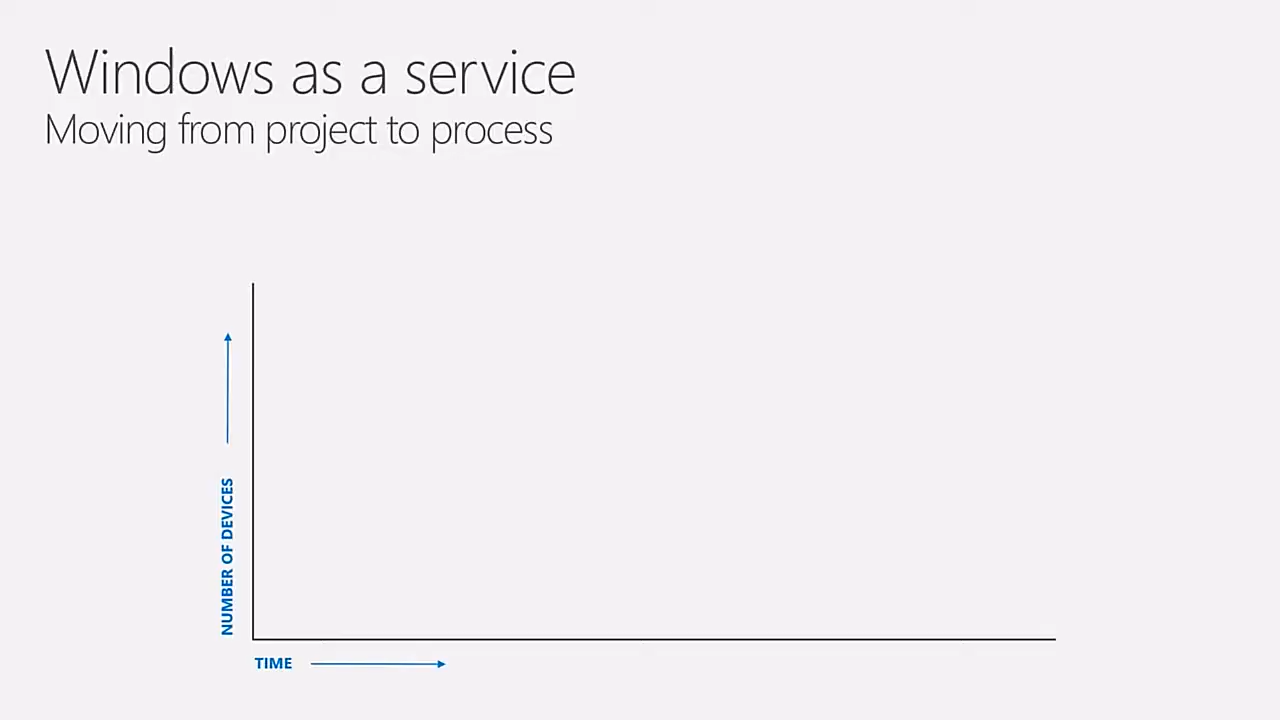 Windows as a service
Moving from project to process
NUMBER OF DEVICES
TIME